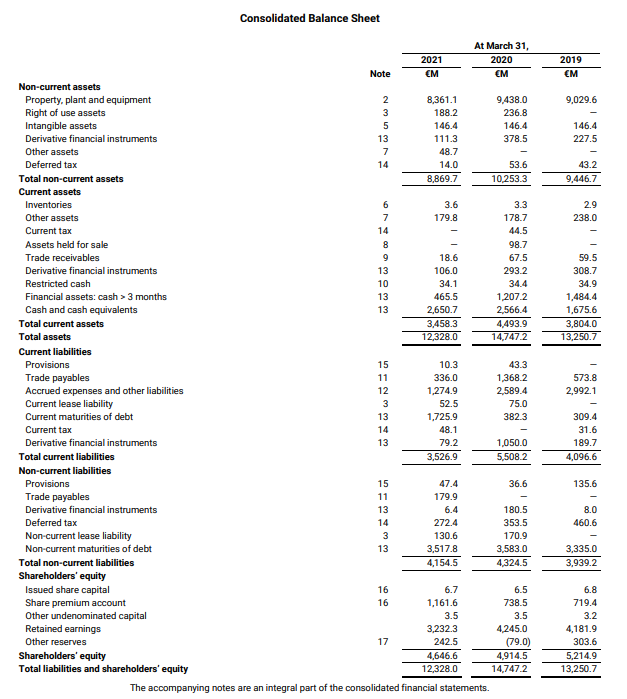 Consolidated Balance Sheet
At March 31,
2021 2020 2019
Note €M €M €M
Non-current assets
Property, plant and equipment 2 8,361.1 9,438.0 9,029.6
Right of use assets 3 188.2 236.8 —
Intangible assets 5 146.4 146.4 146.4
Derivative financial instruments 13 111.3 378.5 227.5
Other assets 7 48.7 — —
Deferred tax 14 14.0 53.6 43.2
Total non-current assets 8,869.7 10,253.3 9,446.7
Current assets
Inventories 6 3.6 3.3 2.9
Other assets 7 179.8 178.7 238.0
Current tax 14 — 44.5 —
Assets held for sale 8 — 98.7 —
Trade receivables 9 18.6 67.5 59.5
Derivative financial instruments 13 106.0 293.2 308.7
Restricted cash 10 34.1 34.4 34.9
Financial assets: cash > 3 months 13 465.5 1,207.2 1,484.4
Cash and cash equivalents 13 2,650.7 2,566.4 1,675.6
Total current assets 3,458.3 4,493.9 3,804.0
Total assets 12,328.0 14,747.2 13,250.7
Current liabilities
Provisions 15 10.3 43.3 —
Trade payables 11 336.0 1,368.2 573.8
Accrued expenses and other liabilities 12 1,274.9 2,589.4 2,992.1
Current lease liability 3 52.5 75.0 —
Current maturities of debt 13 1,725.9 382.3 309.4
Current tax 14 48.1 — 31.6
Derivative financial instruments 13 79.2 1,050.0 189.7
Total current liabilities 3,526.9 5,508.2 4,096.6
Non-current liabilities
Provisions 15 47.4 36.6 135.6
Trade payables 11 179.9 — —
Derivative financial instruments 13 6.4 180.5 8.0
Deferred tax 14 272.4 353.5 460.6
Non-current lease liability 3 130.6 170.9 —
Non-current maturities of debt 13 3,517.8 3,583.0 3,335.0
Total non-current liabilities 4,154.5 4,324.5 3,939.2
Shareholders' equity
Issued share capital 16 6.7 6.5 6.8
Share premium account 16 1,161.6 738.5 719.4
Other undenominated capital 3.5 3.5 3.2
Retained earnings 3,232.3 4,245.0 4,181.9
Other reserves 17 242.5 (79.0) 303.6
Shareholders' equity 4,646.6 4,914.5 5,214.9
Total liabilities and shareholders' equity 12,328.0 14,747.2 13,250.7
The accompanying notes are an integral part of the consolidated financial statements.